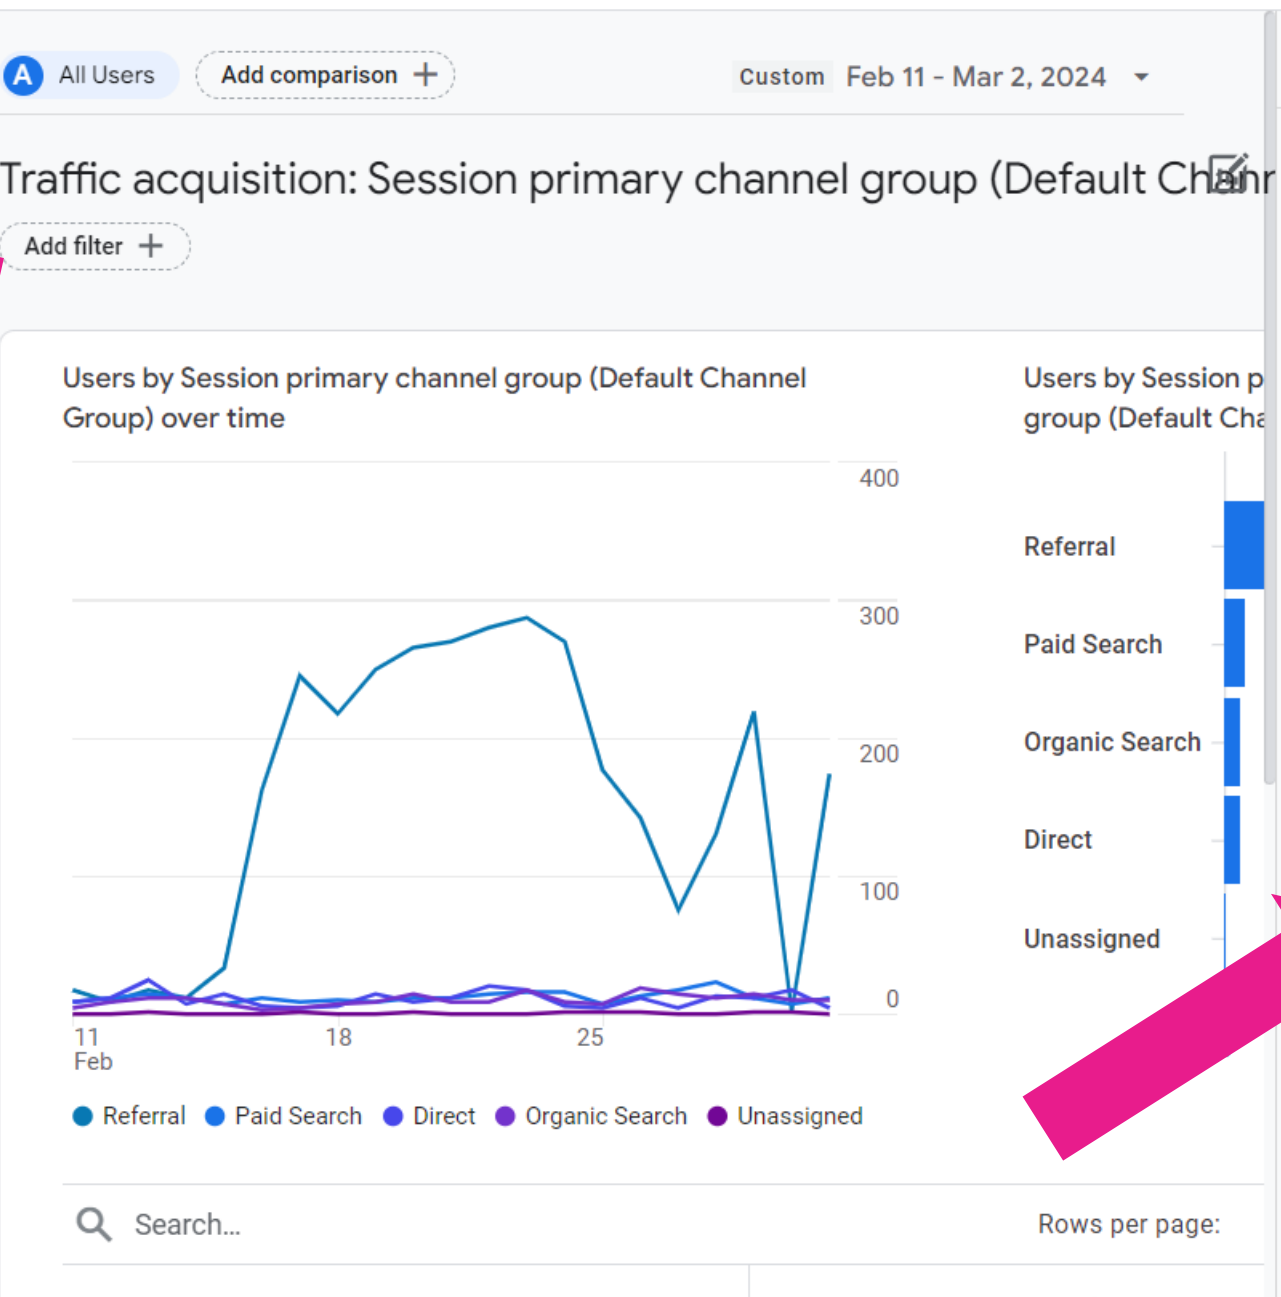 A All Users Add comparison + Custom Feb 11 - Mar 2, 2024
Traffic acquisition: Session primary channel group (Default
Add filter +
Users by Session primary channel group (Default Channel
Group) over time
400
300
200
100
0
11
Feb
18
25
Referral Paid Search Direct Organic Search Unassigned
Users by Session
group (Default
Referral
Paid Search
Organic Search
Direct
Unassigned
Search...
Rows per page: